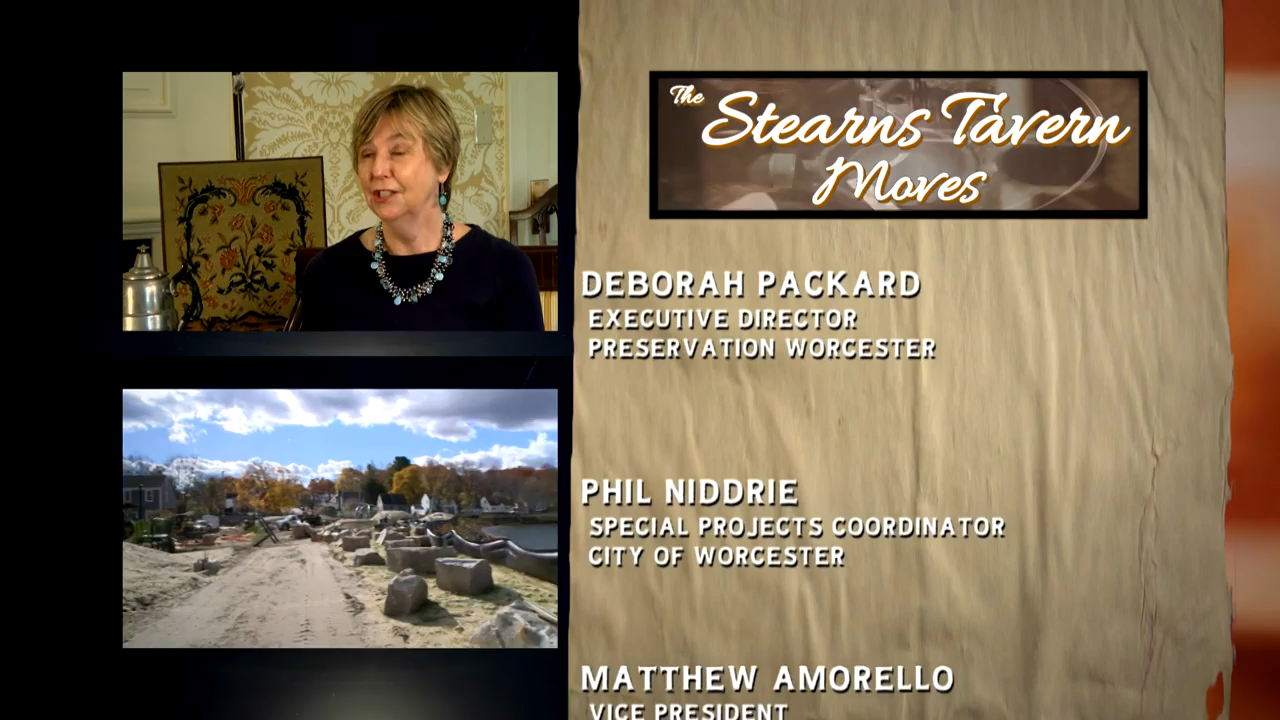 The
Stearns Tavern
Moves
DEBORAH PACKARD
EXECUTIVE DIRECTOR
PRESERVATION WORCESTER
PHIL NIDDRIE
SPECIAL PROJECTS COORDINATOR
CITY OF WORCESTER
MATTHEW AMORELLO
VICE PRESIDENT